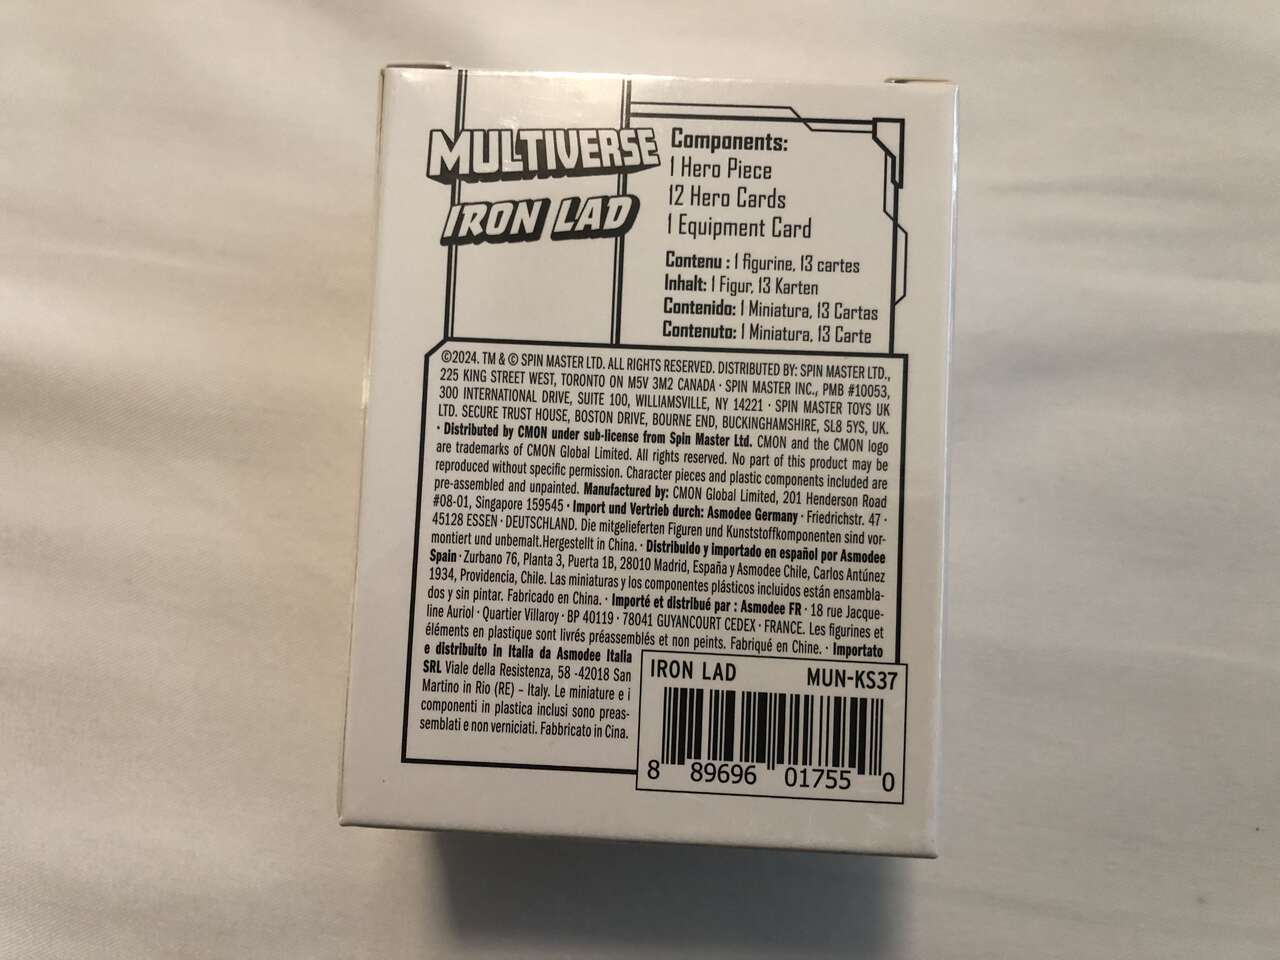 MULTIVERSE
IRON LAD
Components:
1 Hero Piece
12 Hero Cards
1 Equipment Card
Contenu : 1 figurine, 13 cartes
Inhalt: 1 Figur, 13 Karten
Contenido: 1 Miniatura, 13 Cartas
Contenuto: 1 Miniatura, 13 Carte
©2024. TM & © SPIN MASTER LTD. ALL RIGHTS RESERVED. DISTRIBUTED BY: SPIN MASTER LTD.,
225 KING STREET WEST, TORONTO ON M5V 3M2 CANADA · SPIN MASTER INC., PMB #10053,
300 INTERNATIONAL DRIVE, SUITE 100, WILLIAMSVILLE, NY 14221 · SPIN MASTER TOYS UK
LTD. SECURE TRUST HOUSE, BOSTON DRIVE, BOURNE END, BUCKINGHAMSHIRE, SL8 5YS, UK.
· Distributed by CMON under sub-license from Spin Master Ltd. CMON and the CMON logo
are trademarks of CMON Global Limited. All rights reserved. No part of this product may be
reproduced without specific permission. Character pieces and plastic components included are
pre-assembled and unpainted. Manufactured by: CMON Global Limited, 201 Henderson Road
#08-01, Singapore 159545 · Import und Vertrieb durch: Asmodee Germany · Friedrichstr. 47 ·
45128 ESSEN · DEUTSCHLAND. Die mitgelieferten Figuren und Kunststoffkomponenten sind vor-
montiert und unbemalt.Hergestellt in China. · Distribuido y importado en español por Asmodee
Spain · Zurbano 76, Planta 3, Puerta 1B, 28010 Madrid, España y Asmodee Chile, Carlos Antúnez
1934, Providencia, Chile. Las miniaturas y los componentes plásticos incluidos están ensambla-
dos y sin pintar. Fabricado en China. · Importé et distribué par : Asmodee FR · 18 rue Jacque-
line Auriol · Quartier Villaroy · BP 40119 · 78041 GUYANCOURT CEDEX · FRANCE. Les figurines et
éléments en plastique sont livrés préassemblés et non peints. Fabriqué en Chine. · Importato
e distribuito in Italia da Asmodee Italia
SRL Viale della Resistenza, 58 -42018 San
Martino in Rio (RE) – Italy. Le miniature e i
componenti in plastica inclusi sono preas-
semblati e non verniciati. Fabbricato in Cina.
IRON LAD MUN-KS37
8 89696 01755 0